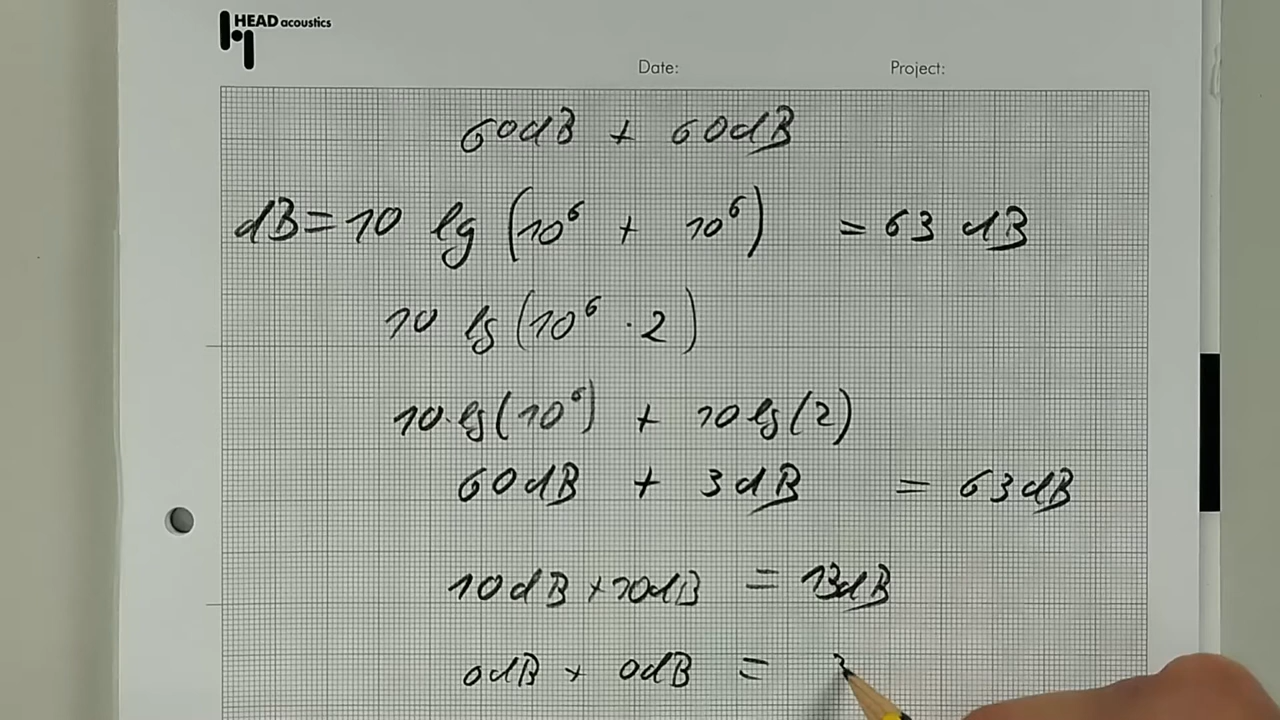 HEAD acoustics
Date: Project:
60dB + 60dB
dB = 10 lg (10⁶ + 10⁶) = 63 dB
10 lg (10⁶ · 2)
10 · lg (10⁶) + 10 lg (2)
60dB + 3dB = 63dB
10dB + 10dB = 13dB
0dB + 0dB = 3